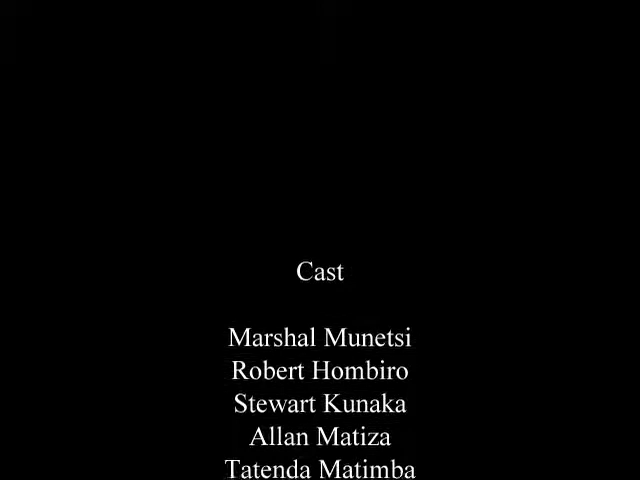 Cast
Marshal Munetsi
Robert Hombiro
Stewart Kunaka
Allan Matiza
Tatenda Matimba